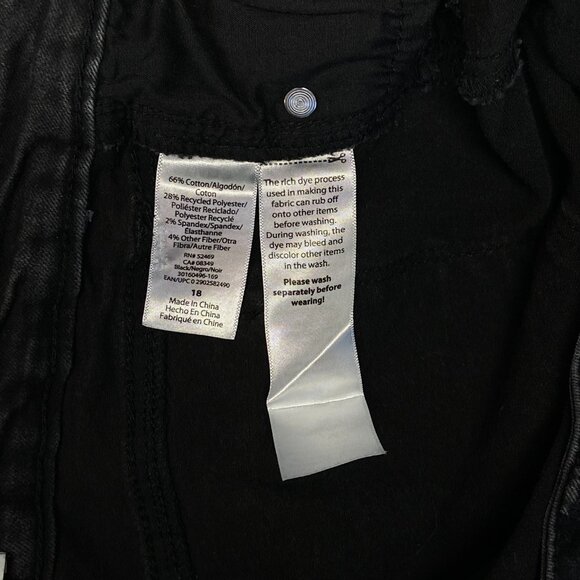 66% Cotton/Algodón/
Coton
28% Recycled Polyester/
Poliéster Reciclado/
Polyester Recyclé
2% Spandex/Spandex/
Élasthanne
4% Other Fiber/Otra
Fibra/Autre Fibre
RN# 52469
CA# 08349
Black/Negro/Noir
30160496-169
EAN/UPC 0 2902582490
18
Made in China
Hecho En China
Fabriqué en Chine
The rich dye process
used in making this
fabric can rub off
onto other items
before washing.
During washing, the
dye may bleed and
discolor other items
in the wash.
Please wash
separately before
wearing!